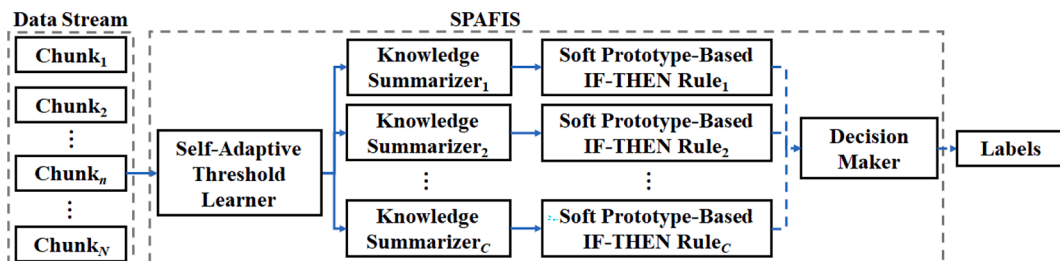 Data Stream
SPAFIS
Chunk1
Chunk2
⋮
Chunkn
⋮
ChunkN
Self-Adaptive
Threshold
Learner
Knowledge
Summarizer1
Knowledge
Summarizer2
⋮
Knowledge
SummarizerC
Soft Prototype-Based
IF-THEN Rule1
Soft Prototype-Based
IF-THEN Rule2
⋮
Soft Prototype-Based
IF-THEN RuleC
Decision
Maker
Labels